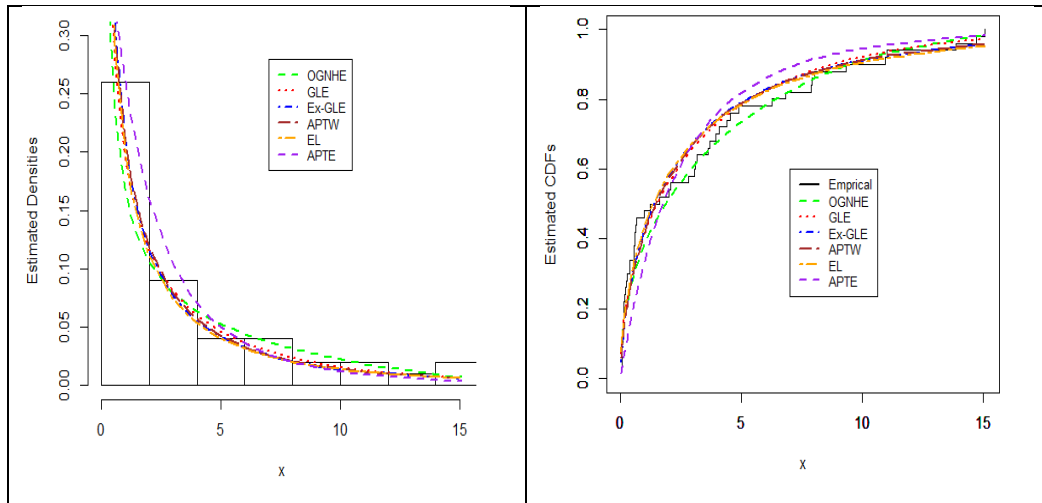 Estimated Densities
0.30
0.25
0.20
0.15
0.10
0.05
0.00
OGNHE
GLE
Ex-GLE
APTW
EL
APTE
0 5 10 15
x
Estimated CDFs
1.0
0.8
0.6
0.4
0.2
0.0
Emprical
OGNHE
GLE
Ex-GLE
APTW
EL
APTE
0 5 10 15
x